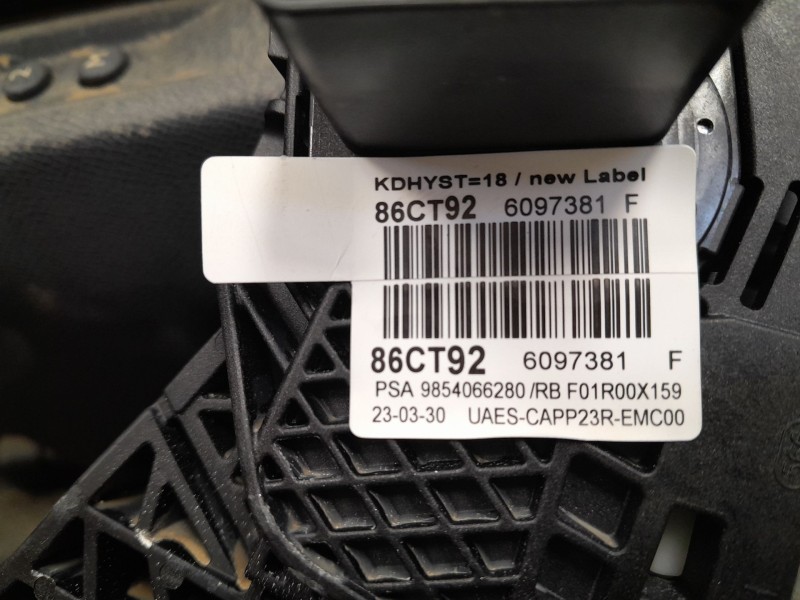 KDHYST=18 / new Label
86CT92 6097381 F
86CT92 6097381 F
PSA 9854066280 /RB F01R00X159
23-03-30 UAES-CAPP23R-EMC00